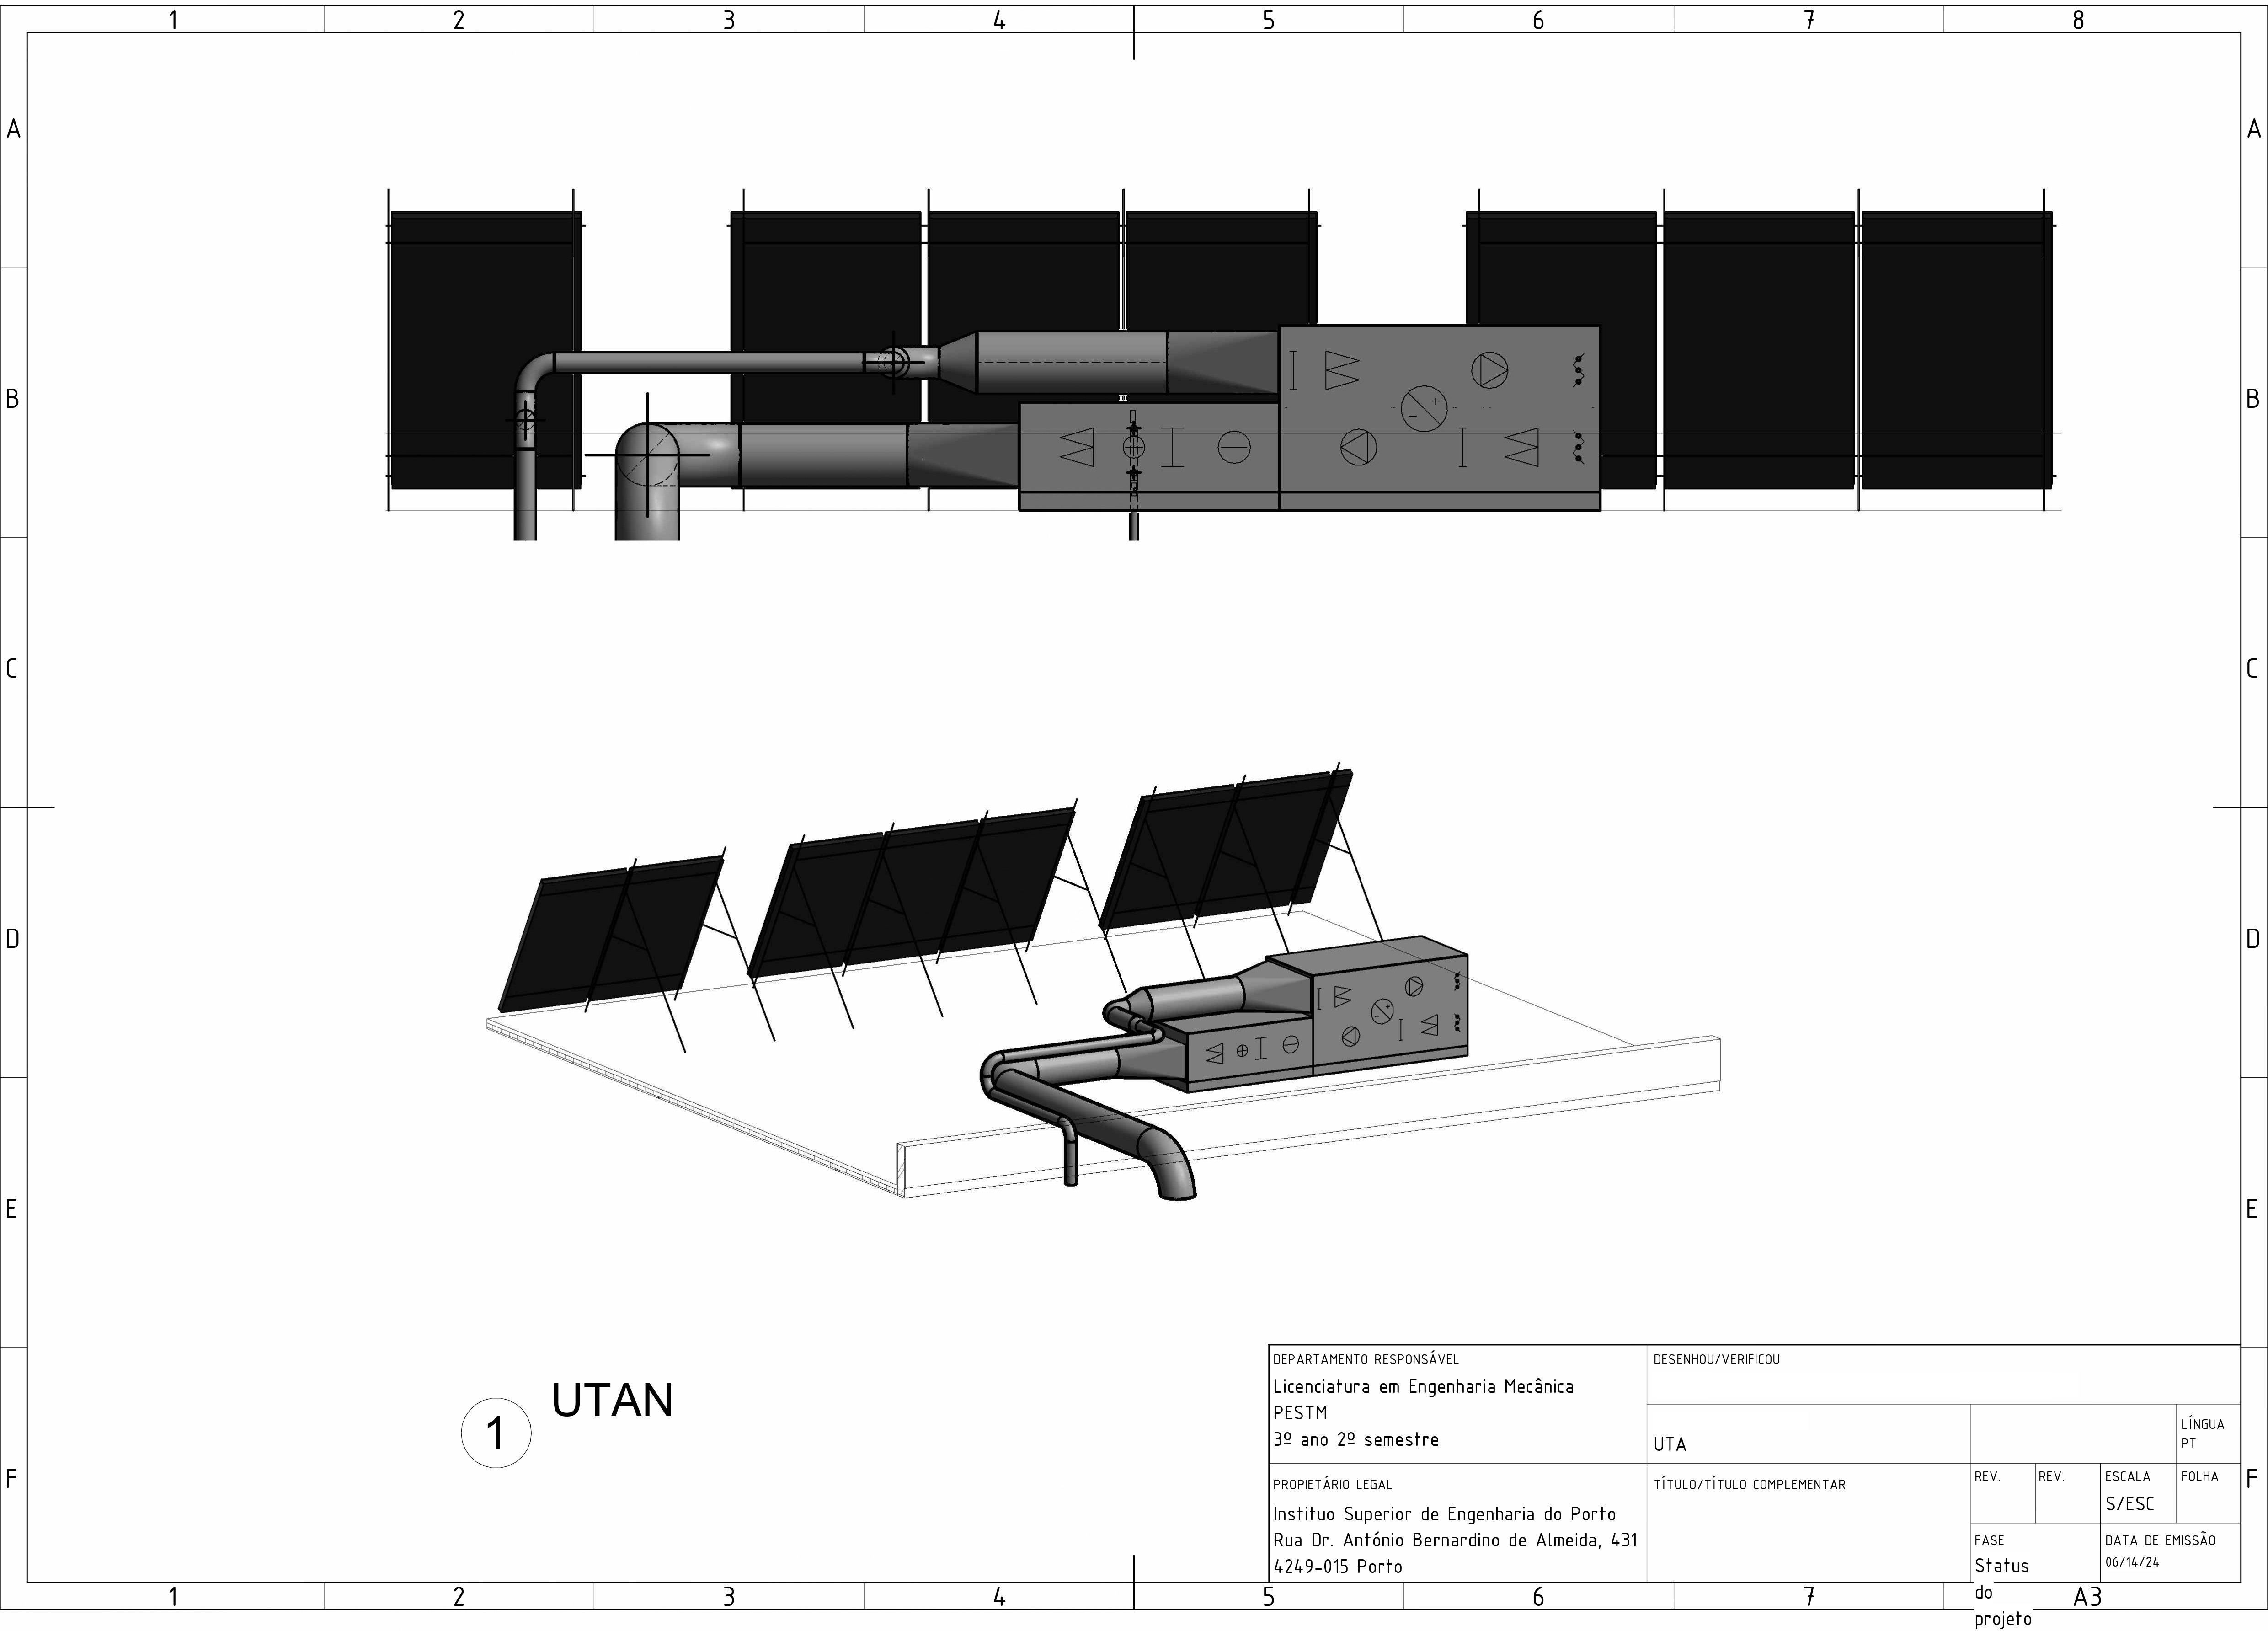 1 2 3 4 5 6 7 8
A A
B B
C C
D D
E E
F F
1 UTAN
DEPARTAMENTO RESPONSÁVEL
Licenciatura em Engenharia Mecânica
PESTM
3º ano 2º semestre
DESENHOU/VERIFICOU
UTA
LÍNGUA
PT
PROPIETÁRIO LEGAL
Instituo Superior de Engenharia do Porto
Rua Dr. António Bernardino de Almeida, 431
4249-015 Porto
TÍTULO/TÍTULO COMPLEMENTAR
REV. REV. ESCALA FOLHA
S/ESC
FASE
Status
do
projeto
DATA DE EMISSÃO
06/14/24
1 2 3 4 5 6 7 A3